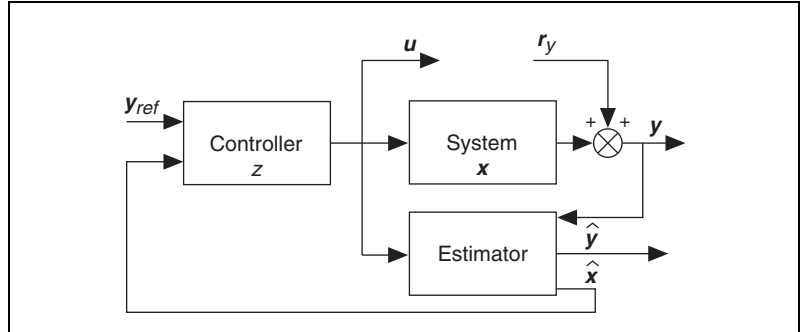 u
r_y
y_ref
Controller
z
System
x
+ +
y
Estimator
ŷ
x̂